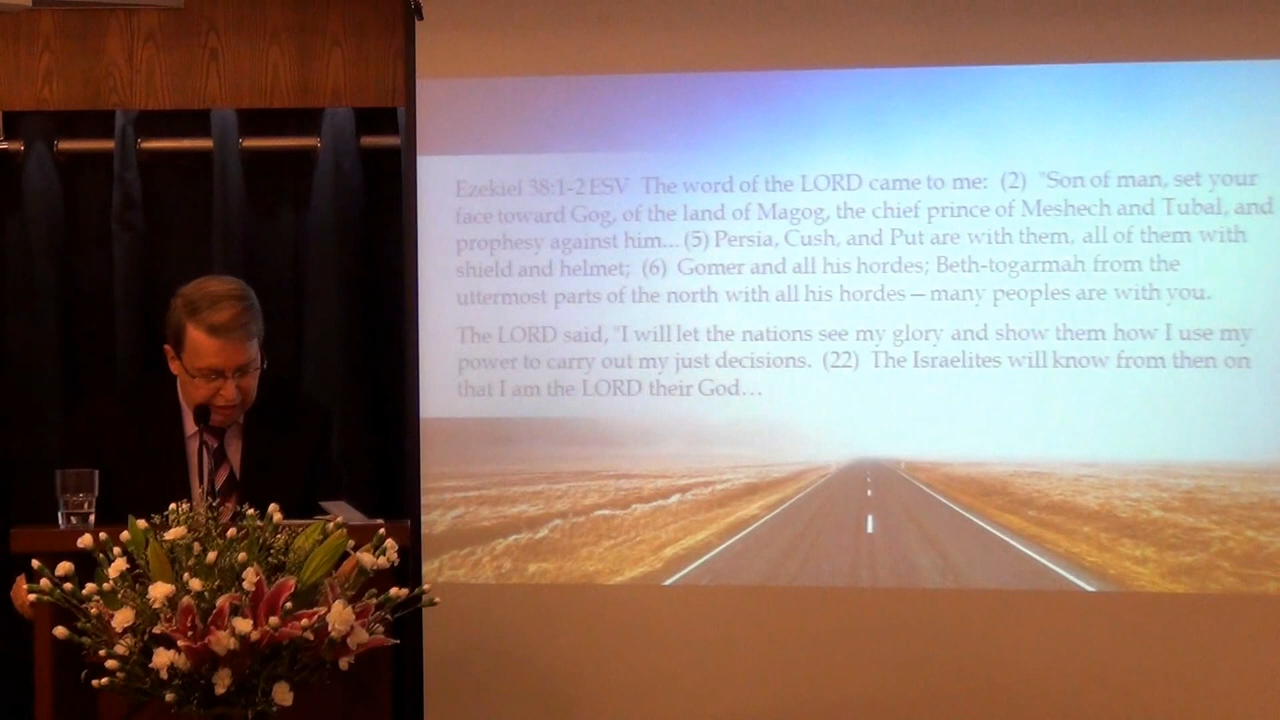 Ezekiel 38:1-2 ESV The word of the LORD came to me: (2) "Son of man, set your
face toward Gog, of the land of Magog, the chief prince of Meshech and Tubal, and
prophesy against him... (5) Persia, Cush, and Put are with them, all of them with
shield and helmet; (6) Gomer and all his hordes; Beth-togarmah from the
uttermost parts of the north with all his hordes—many peoples are with you.
The LORD said, "I will let the nations see my glory and show them how I use my
power to carry out my just decisions. (22) The Israelites will know from then on
that I am the LORD their God...